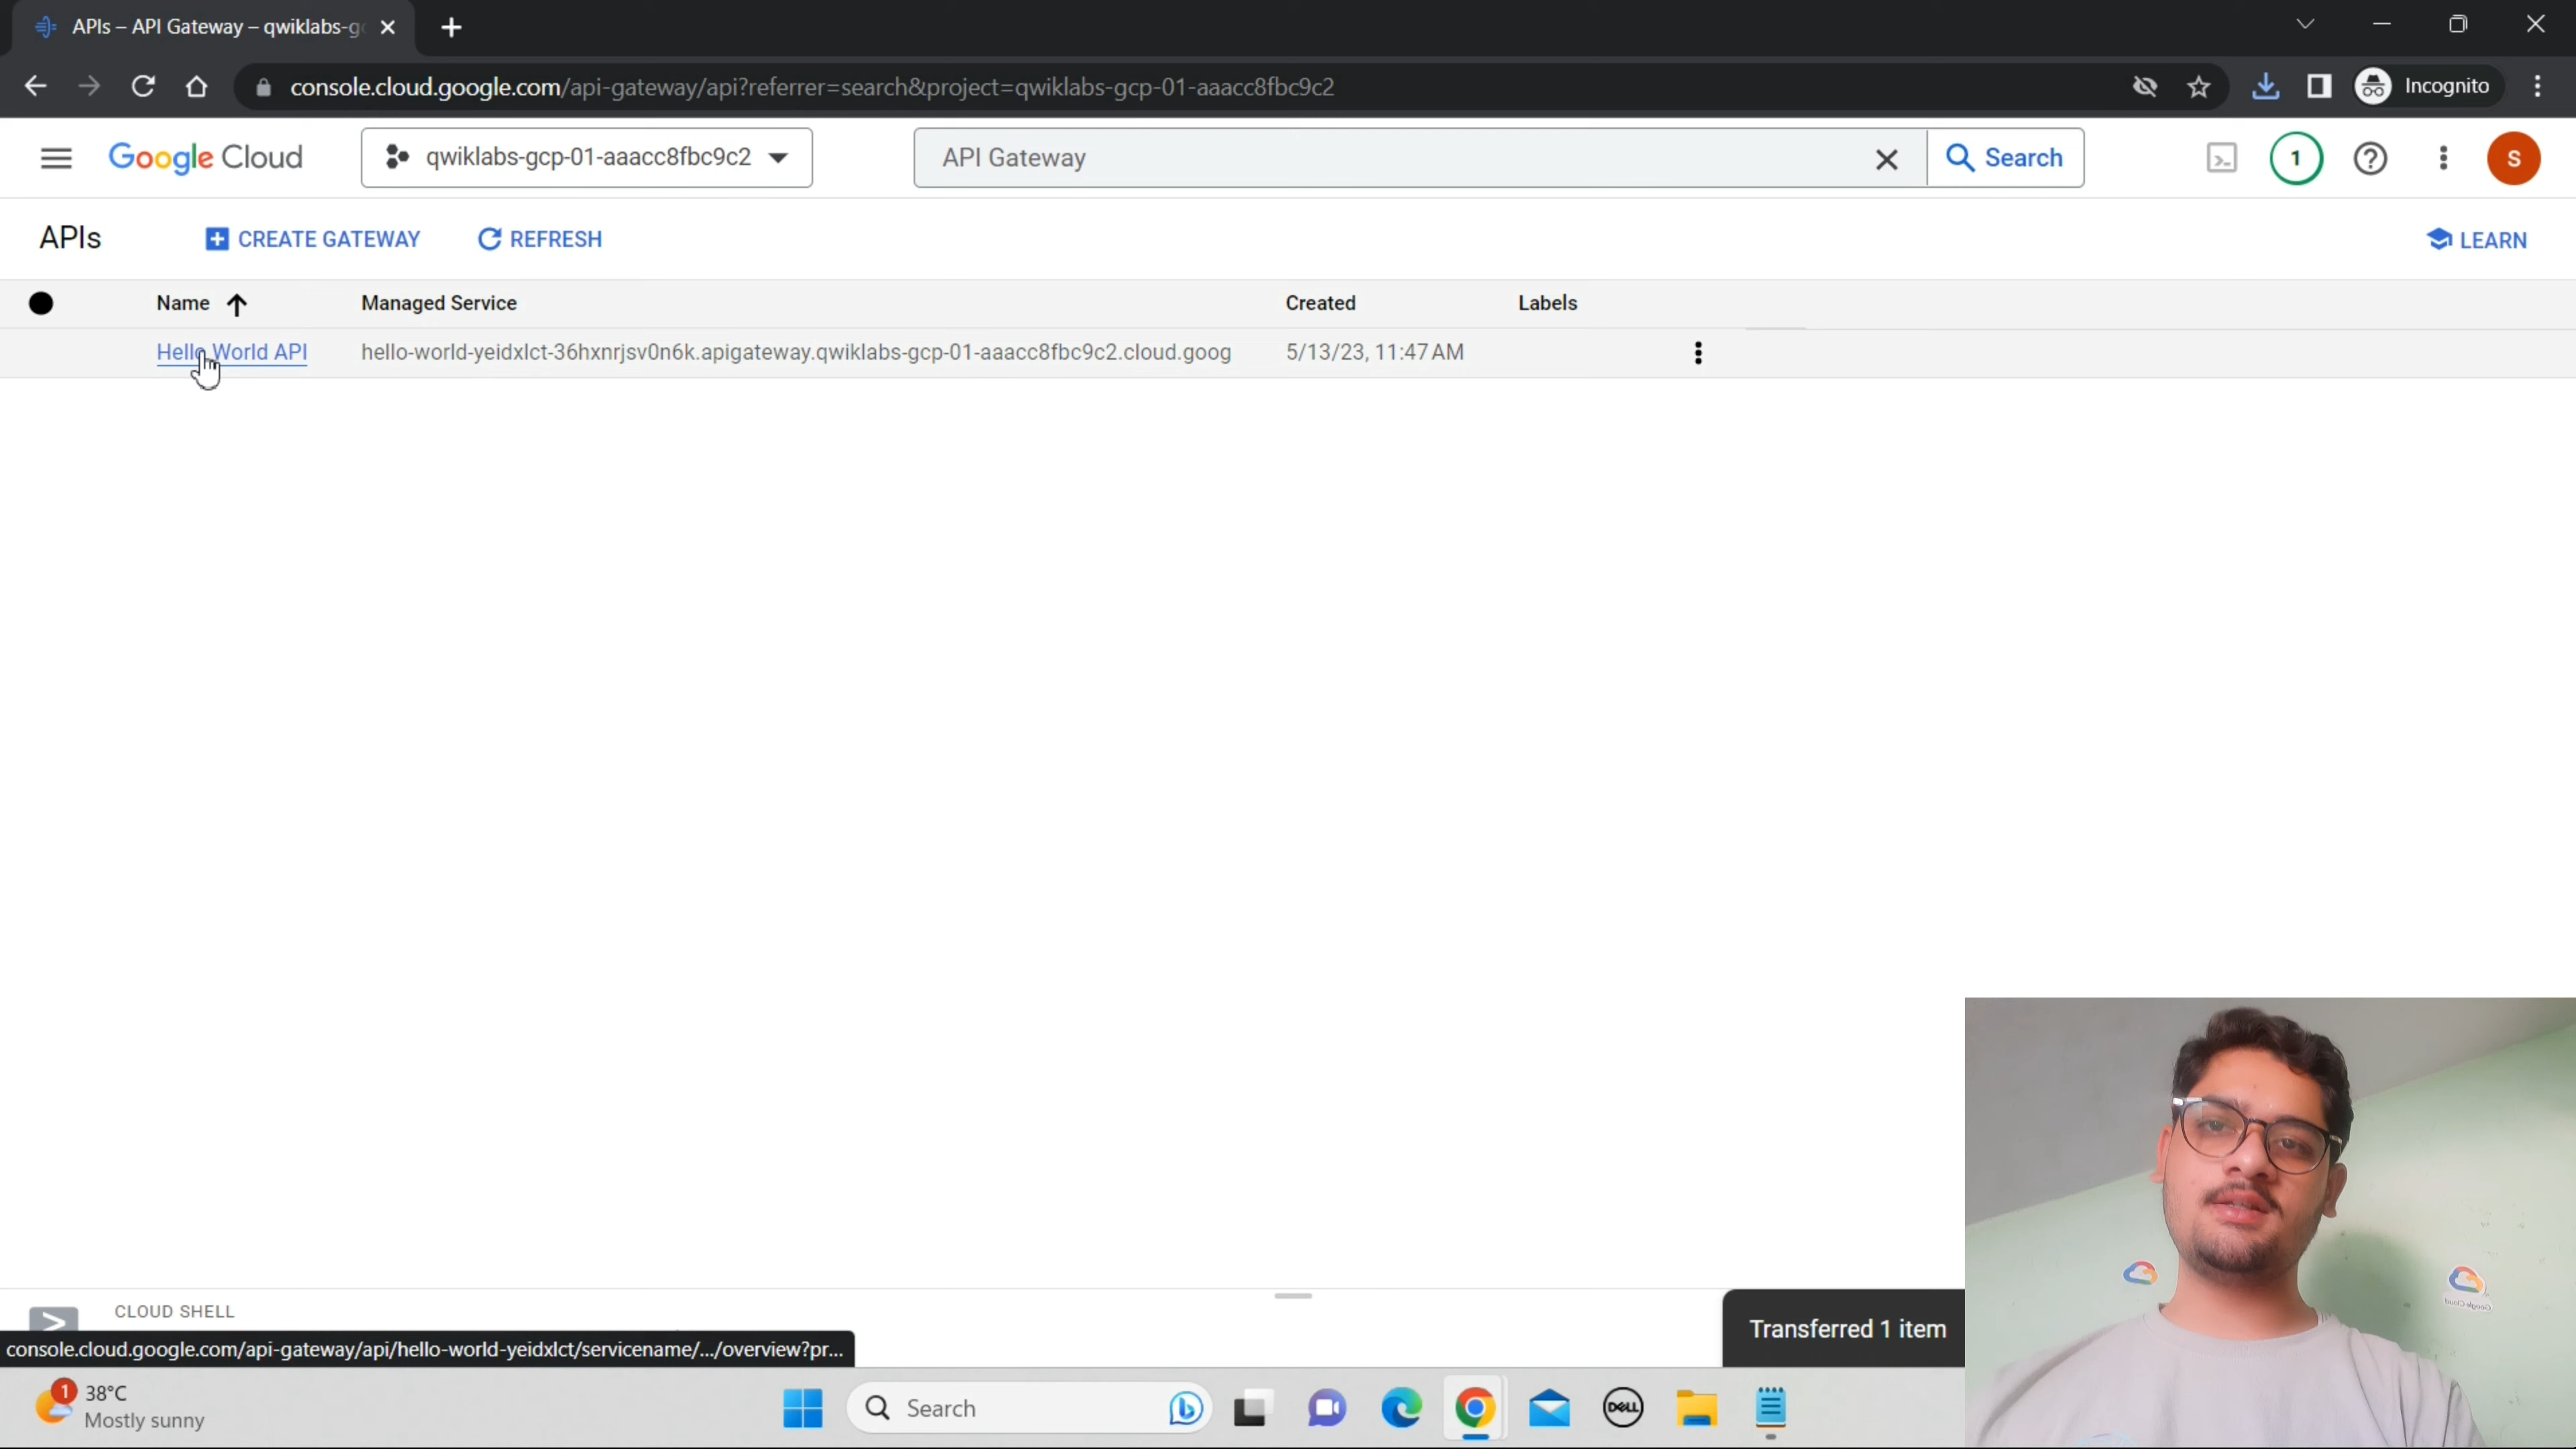 APIs – API Gateway – qwiklabs-g
console.cloud.google.com/api-gateway/api?referrer=search&project=qwiklabs-gcp-01-aaacc8fbc9c2
Incognito
Google Cloud
qwiklabs-gcp-01-aaacc8fbc9c2
API Gateway
Search
1
S
APIs
CREATE GATEWAY
REFRESH
LEARN
Name
Managed Service
Created
Labels
Hello World API
hello-world-yeidxlct-36hxnrjsv0n6k.apigateway.qwiklabs-gcp-01-aaacc8fbc9c2.cloud.goog
5/13/23, 11:47 AM
CLOUD SHELL
Transferred 1 item
console.cloud.google.com/api-gateway/api/hello-world-yeidxlct/servicename/.../overview?pr...
1
38°C
Mostly sunny
Search
DELL
Google Cloud